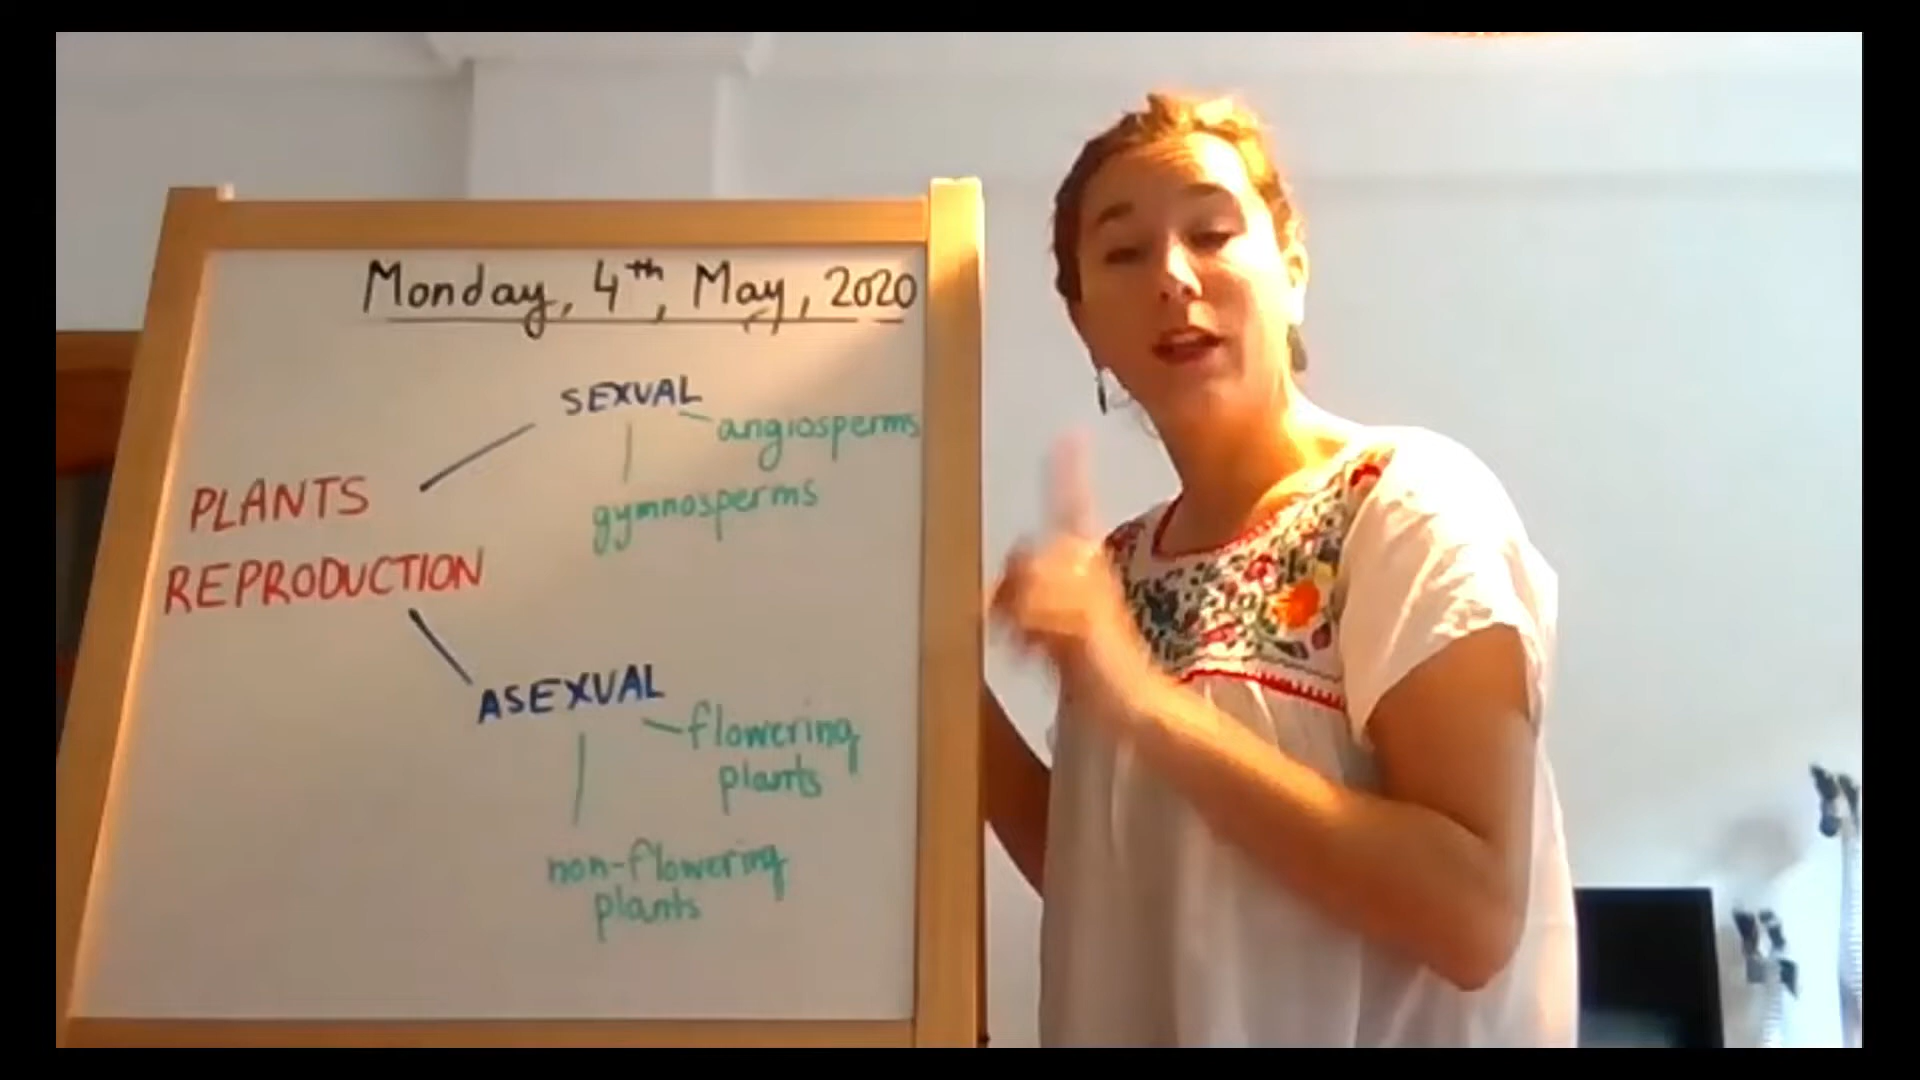 Monday, 4th, May, 2020
SEXUAL
angiosperms
gymnosperms
PLANTS
REPRODUCTION
ASEXUAL
flowering
plants
non-flowering
plants